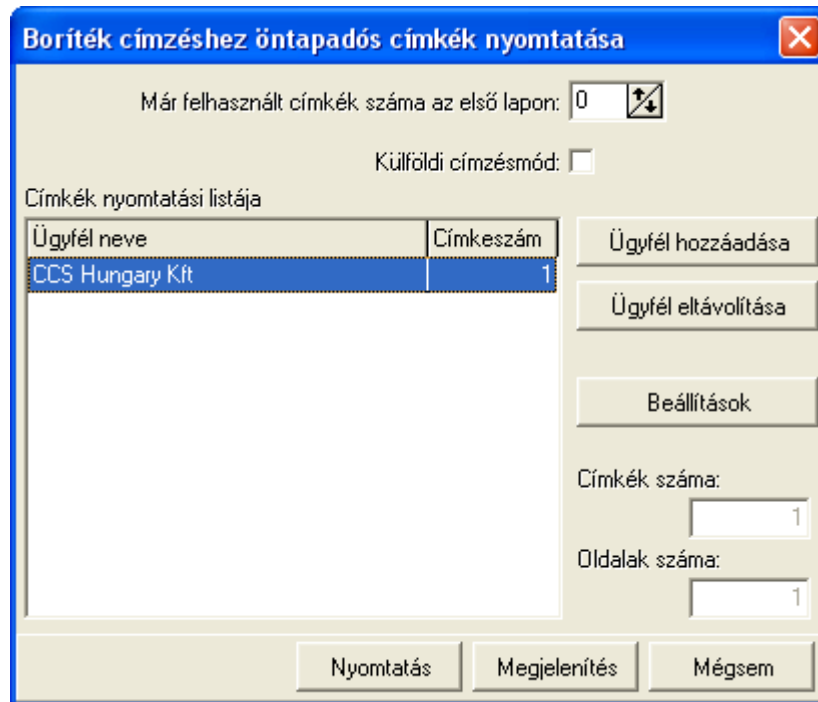 Boríték címzéshez öntapadós címkék nyomtatása
Már felhasznált címkék száma az első lapon: 0
Külföldi címzésmód:
Címkék nyomtatási listája
Ügyfél neve Címkeszám
CCS Hungary Kft 1
Ügyfél hozzáadása
Ügyfél eltávolítása
Beállítások
Címkék száma:
1
Oldalak száma:
1
Nyomtatás Megjelenítés Mégsem